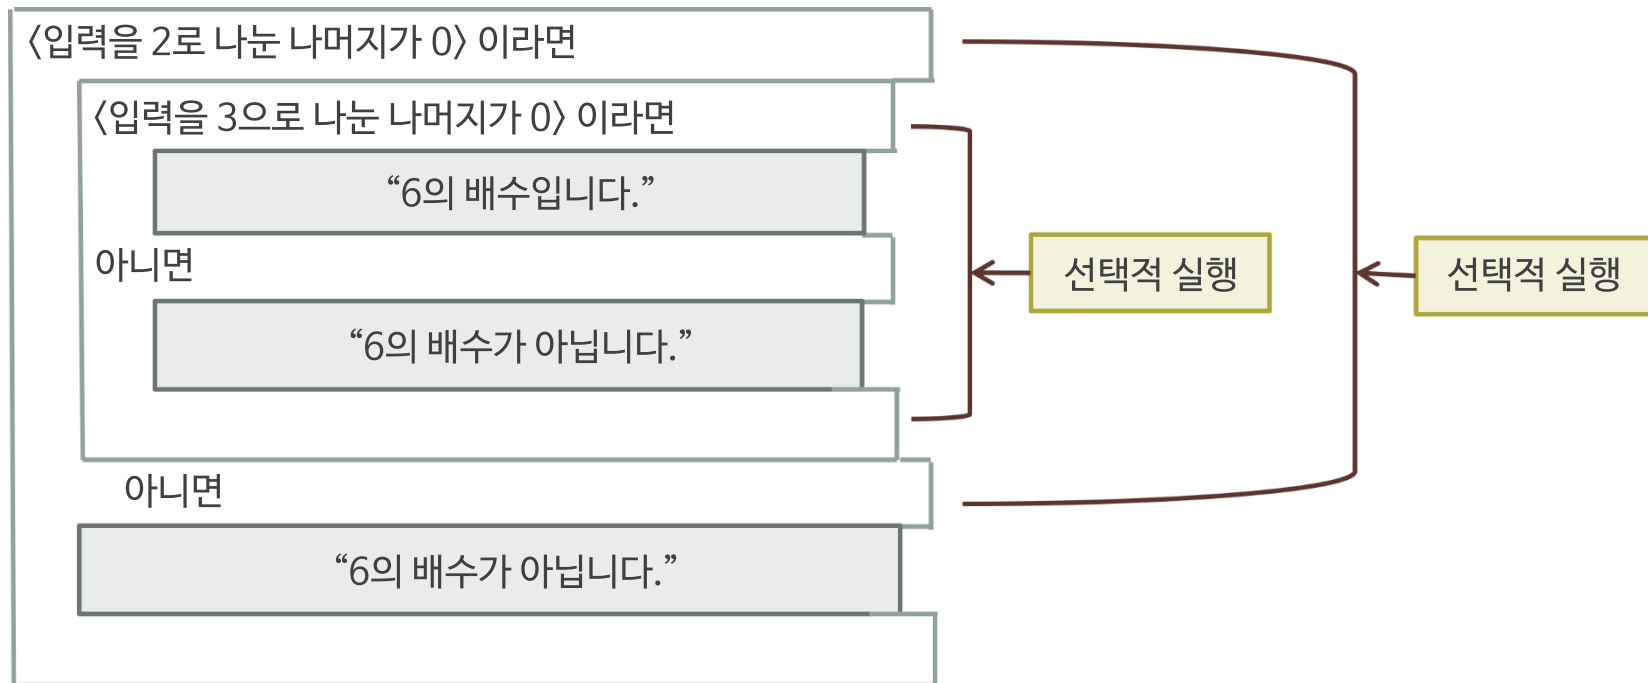 〈입력을 2로 나눈 나머지가 0〉 이라면
〈입력을 3으로 나눈 나머지가 0〉 이라면
“6의 배수입니다.”
아니면
“6의 배수가 아닙니다.”
아니면
“6의 배수가 아닙니다.”
선택적 실행
선택적 실행